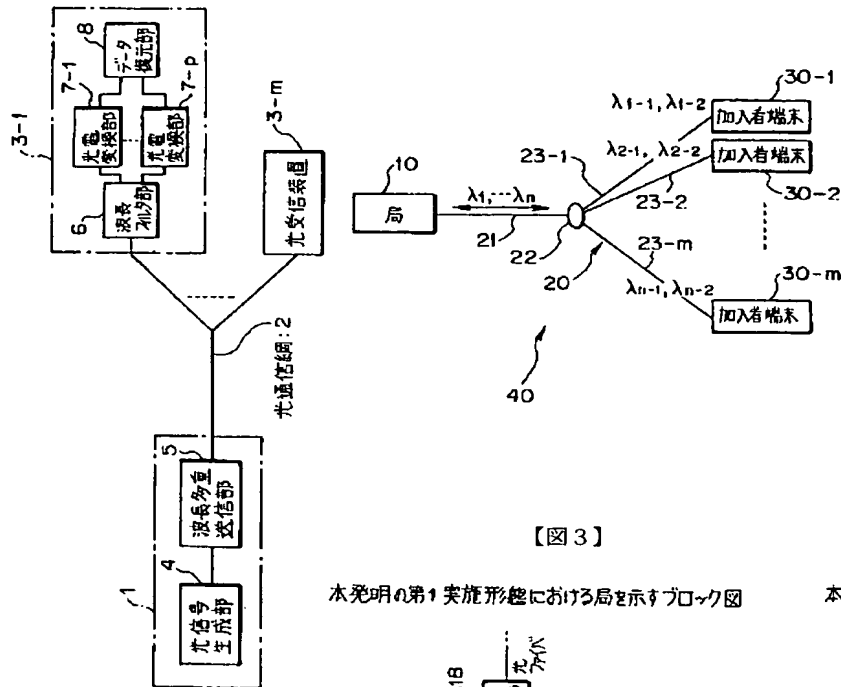 3-1
8
データ
復元部
7-1
光電
変換部
7-p
光電
変換部
6
波長
フィルタ部
3-m
光受信装置
光通信網:2
1
5
波長多重
送信部
4
光信号
生成部
10
局
λ1,…λn
21
22
20
40
23-1
λ1-1, λ1-2
30-1
加入者端末
λ2-1, λ2-2
23-2
加入者端末
30-2
23-m
λn-1, λn-2
30-m
加入者端末
【図3】
本発明の第1実施形態における局を示すブロック図
本
18
光
ファイバ